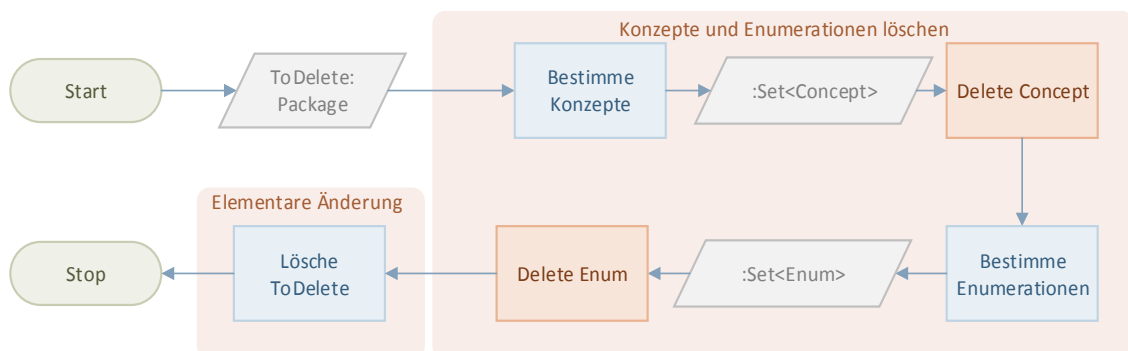 Konzepte und Enumerationen löschen
Start
ToDelete:
Package
Bestimme
Konzepte
:Set<Concept>
Delete Concept
Elementare Änderung
Stop
Lösche
ToDelete
Delete Enum
:Set<Enum>
Bestimme
Enumerationen